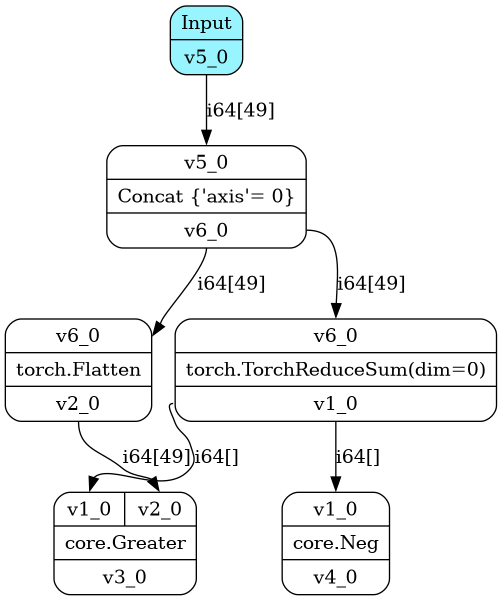 Input
v5_0
i64[49]
v5_0
Concat {'axis'= 0}
v6_0
i64[49]
i64[49]
v6_0
torch.Flatten
v2_0
v6_0
torch.TorchReduceSum(dim=0)
v1_0
i64[49]
i64[]
i64[]
v1_0
v2_0
core.Greater
v3_0
v1_0
core.Neg
v4_0